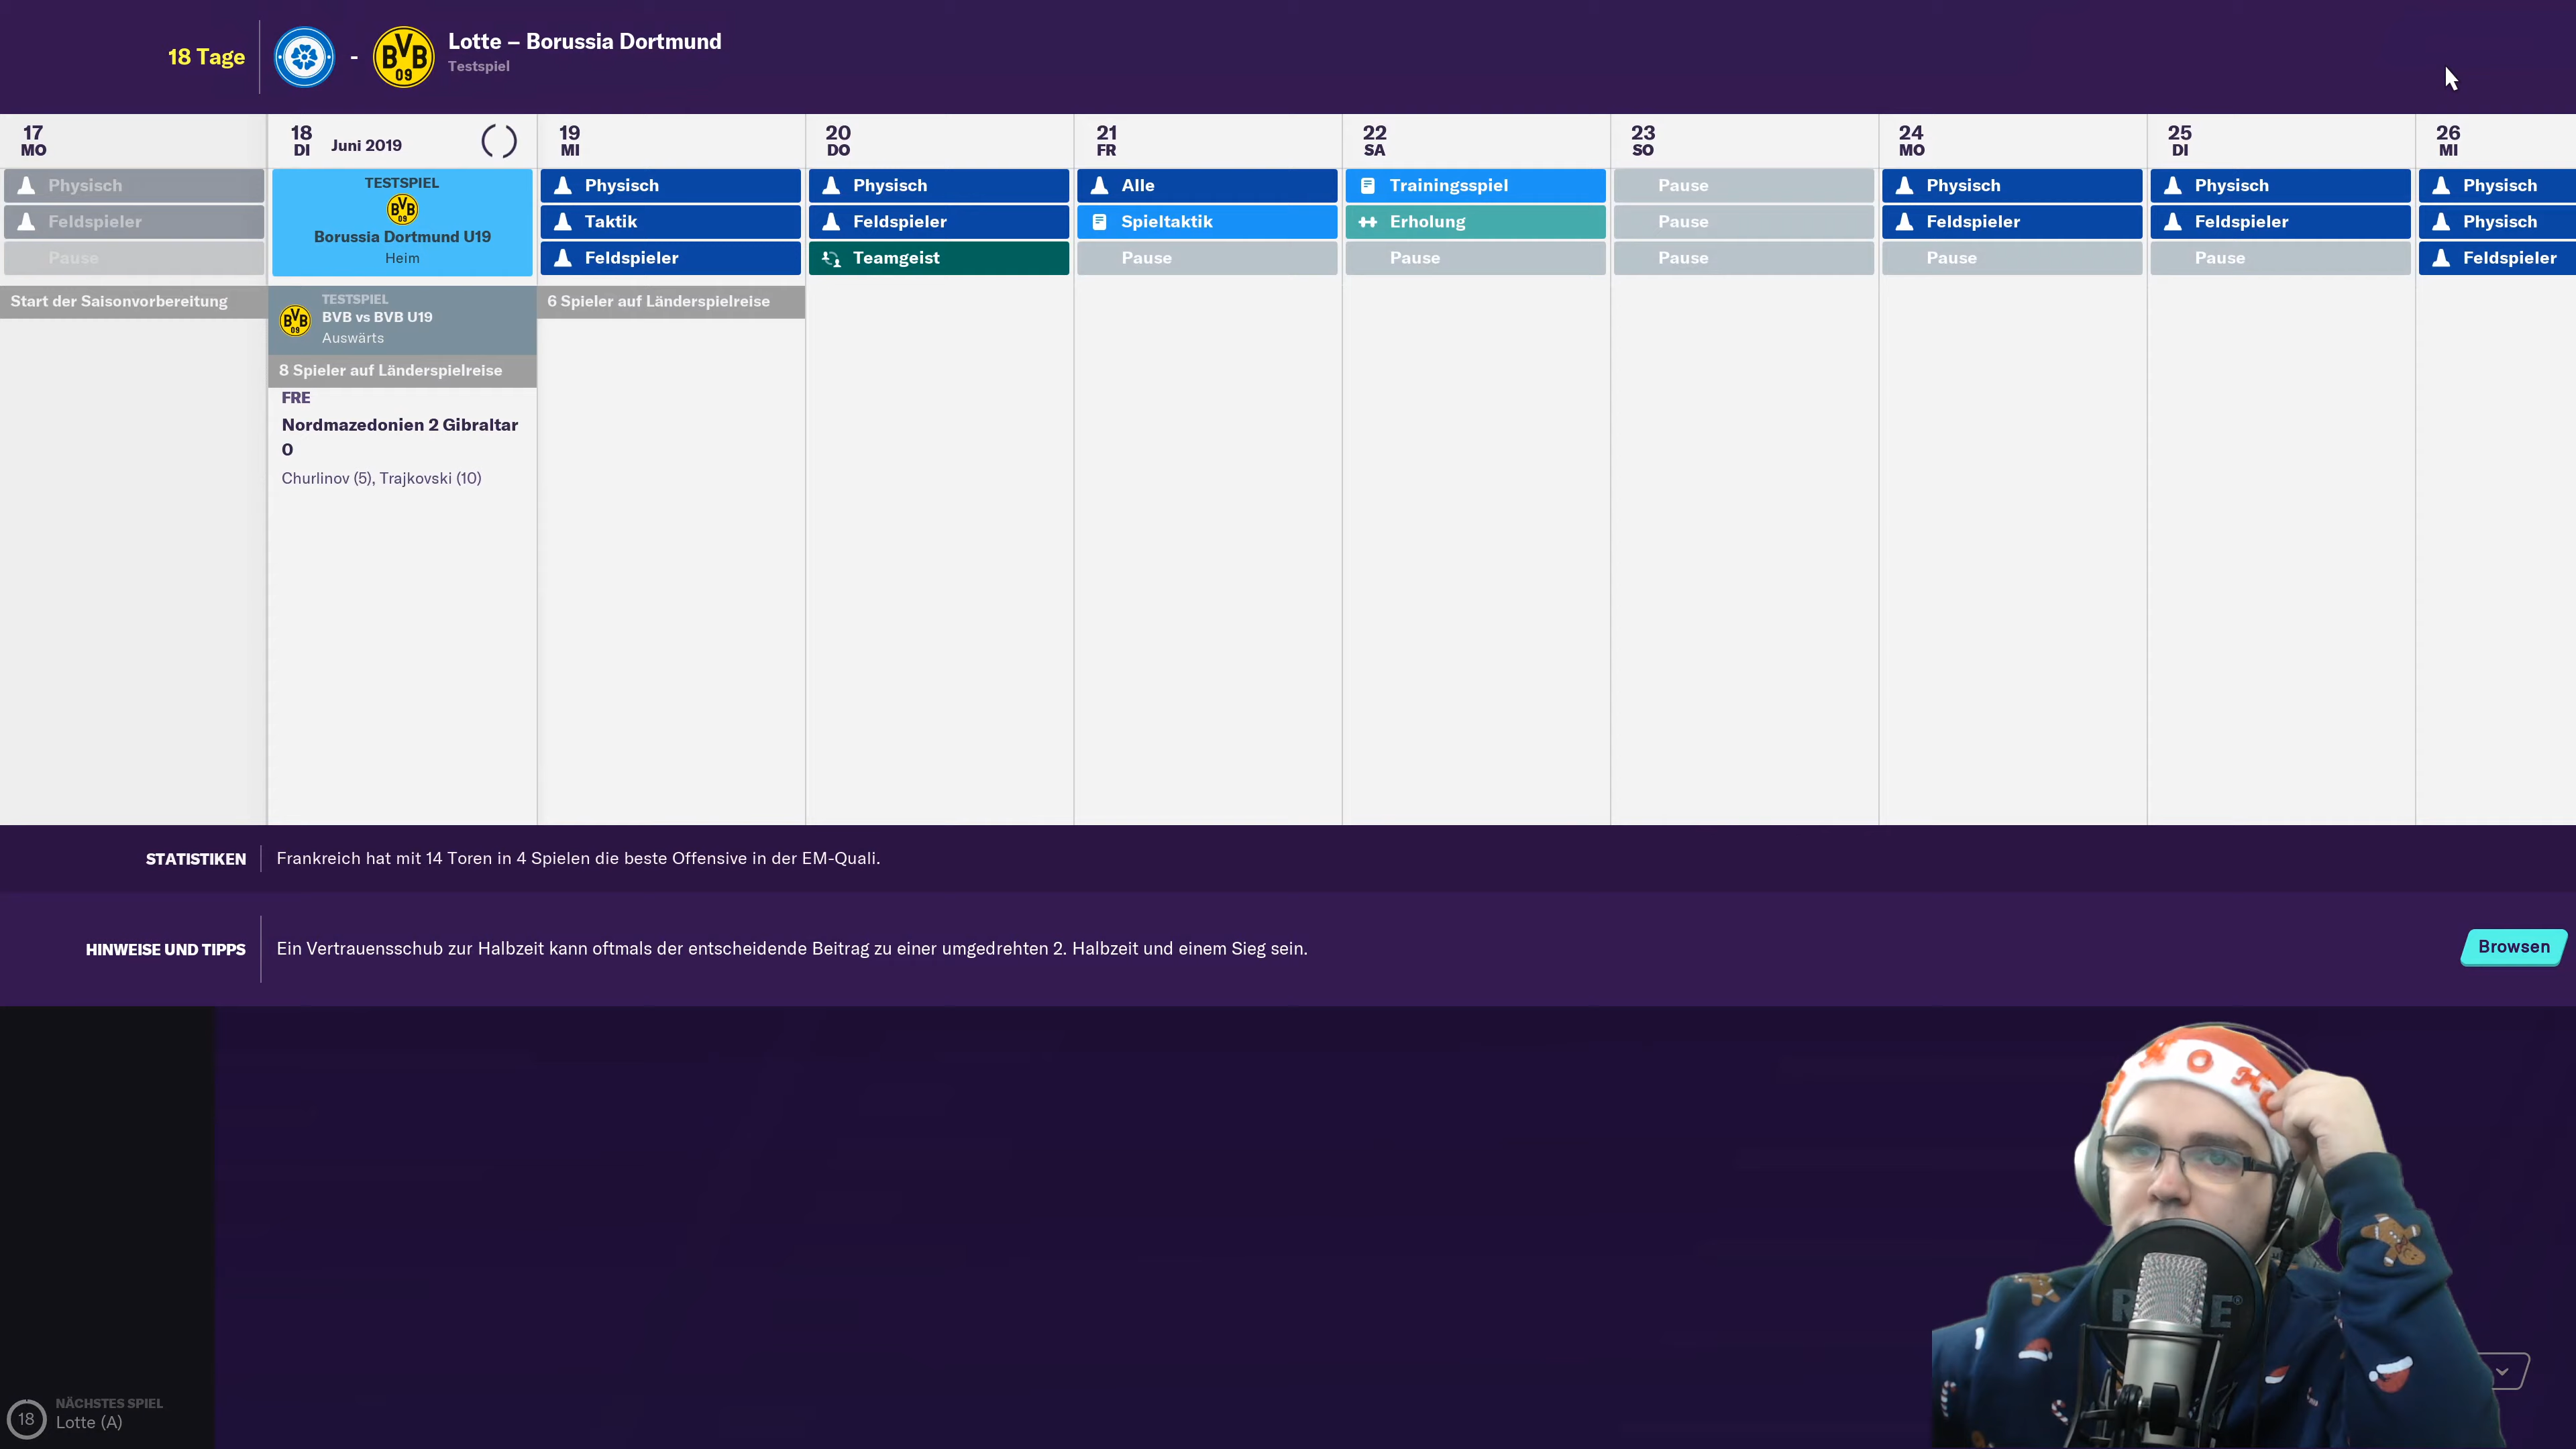 18 Tage
-
BVB 09
Lotte – Borussia Dortmund
Testspiel
17
MO
Physisch
Feldspieler
Pause
Start der Saisonvorbereitung
18
DI
Juni 2019
TESTSPIEL
BVB 09
Borussia Dortmund U19
Heim
BVB 09
TESTSPIEL
BVB vs BVB U19
Auswärts
8 Spieler auf Länderspielreise
FRE
Nordmazedonien 2 Gibraltar
0
Churlinov (5), Trajkovski (10)
19
MI
Physisch
Taktik
Feldspieler
6 Spieler auf Länderspielreise
20
DO
Physisch
Feldspieler
Teamgeist
21
FR
Alle
Spieltaktik
Pause
22
SA
Trainingsspiel
Erholung
Pause
23
SO
Pause
Pause
Pause
24
MO
Physisch
Feldspieler
Pause
25
DI
Physisch
Feldspieler
Pause
26
MI
Physisch
Physisch
Feldspieler
STATISTIKEN
Frankreich hat mit 14 Toren in 4 Spielen die beste Offensive in der EM-Quali.
HINWEISE UND TIPPS
Ein Vertrauensschub zur Halbzeit kann oftmals der entscheidende Beitrag zu einer umgedrehten 2. Halbzeit und einem Sieg sein.
Browsen
18
NÄCHSTES SPIEL
Lotte (A)